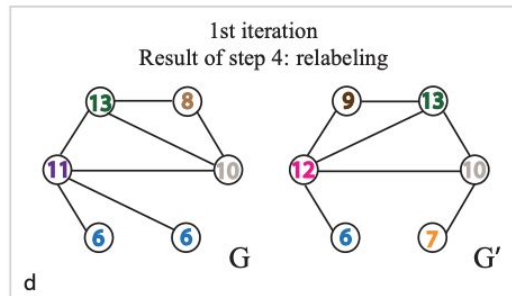 1st iteration
Result of step 4: relabeling
13 8 9 13
11 10 12 10
6 6 6 7
G G′
d